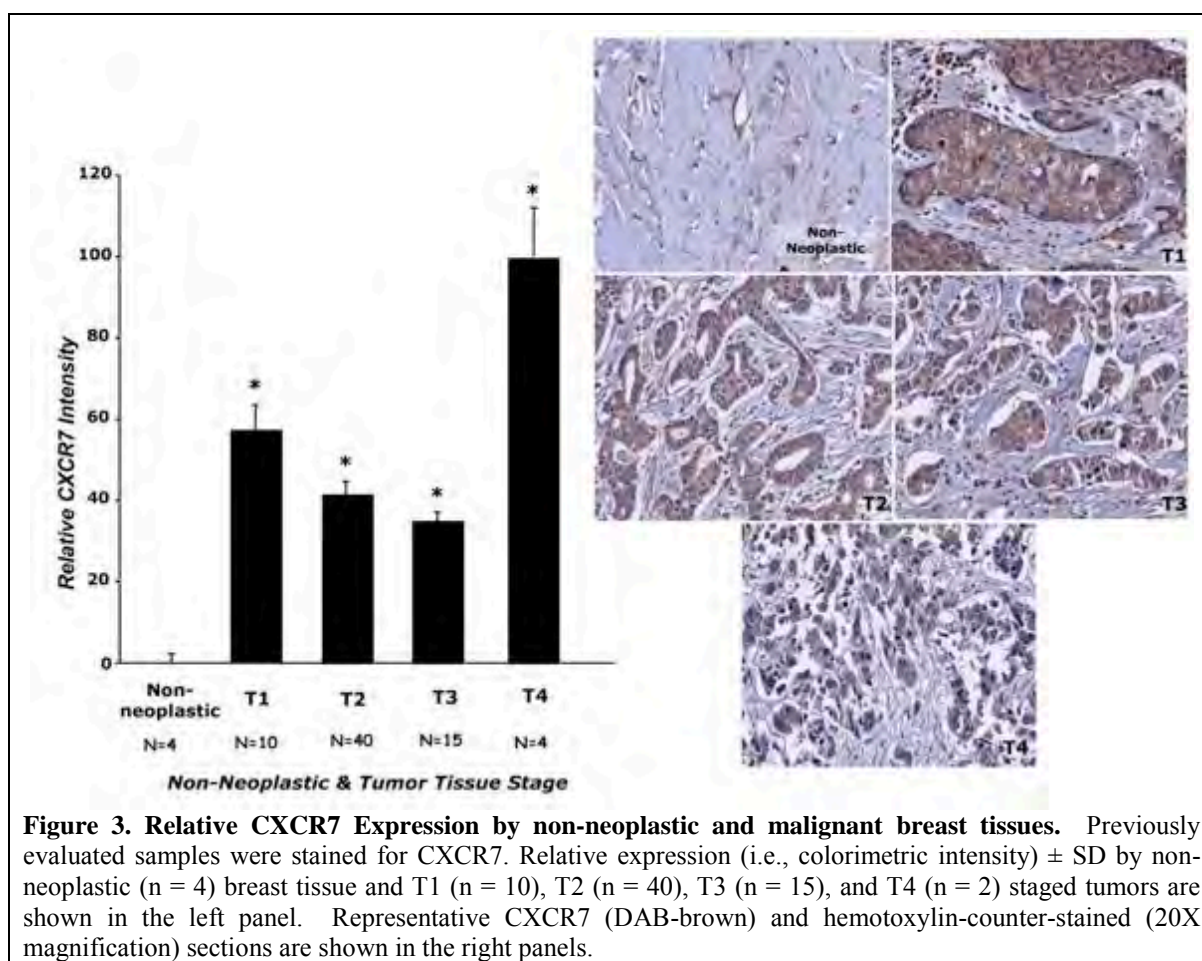 120
100
80
60
40
20
0
Relative CXCR7 Intensity
*
*
*
*
Non-
neoplastic
T1
T2
T3
T4
N=4
N=10
N=40
N=15
N=4
Non-Neoplastic & Tumor Tissue Stage
Non-
Neoplastic
T1
T2
T3
T4
Figure 3. Relative CXCR7 Expression by non-neoplastic and malignant breast tissues. Previously
evaluated samples were stained for CXCR7. Relative expression (i.e., colorimetric intensity) ± SD by non-
neoplastic (n = 4) breast tissue and T1 (n = 10), T2 (n = 40), T3 (n = 15), and T4 (n = 2) staged tumors are
shown in the left panel. Representative CXCR7 (DAB-brown) and hemotoxylin-counter-stained (20X
magnification) sections are shown in the right panels.